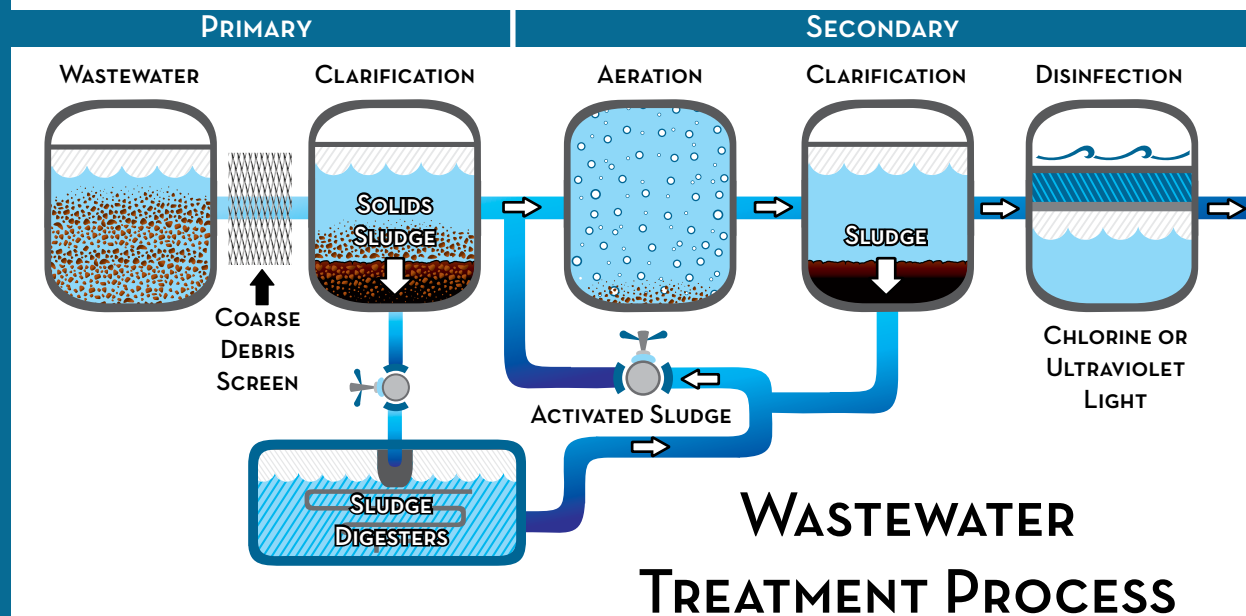 Primary
Secondary
Wastewater
Clarification
Aeration
Clarification
Disinfection
Solids
Sludge
Sludge
Coarse
Debris
Screen
Chlorine or
Ultraviolet
Light
Activated Sludge
Sludge
Digesters
Wastewater
Treatment Process